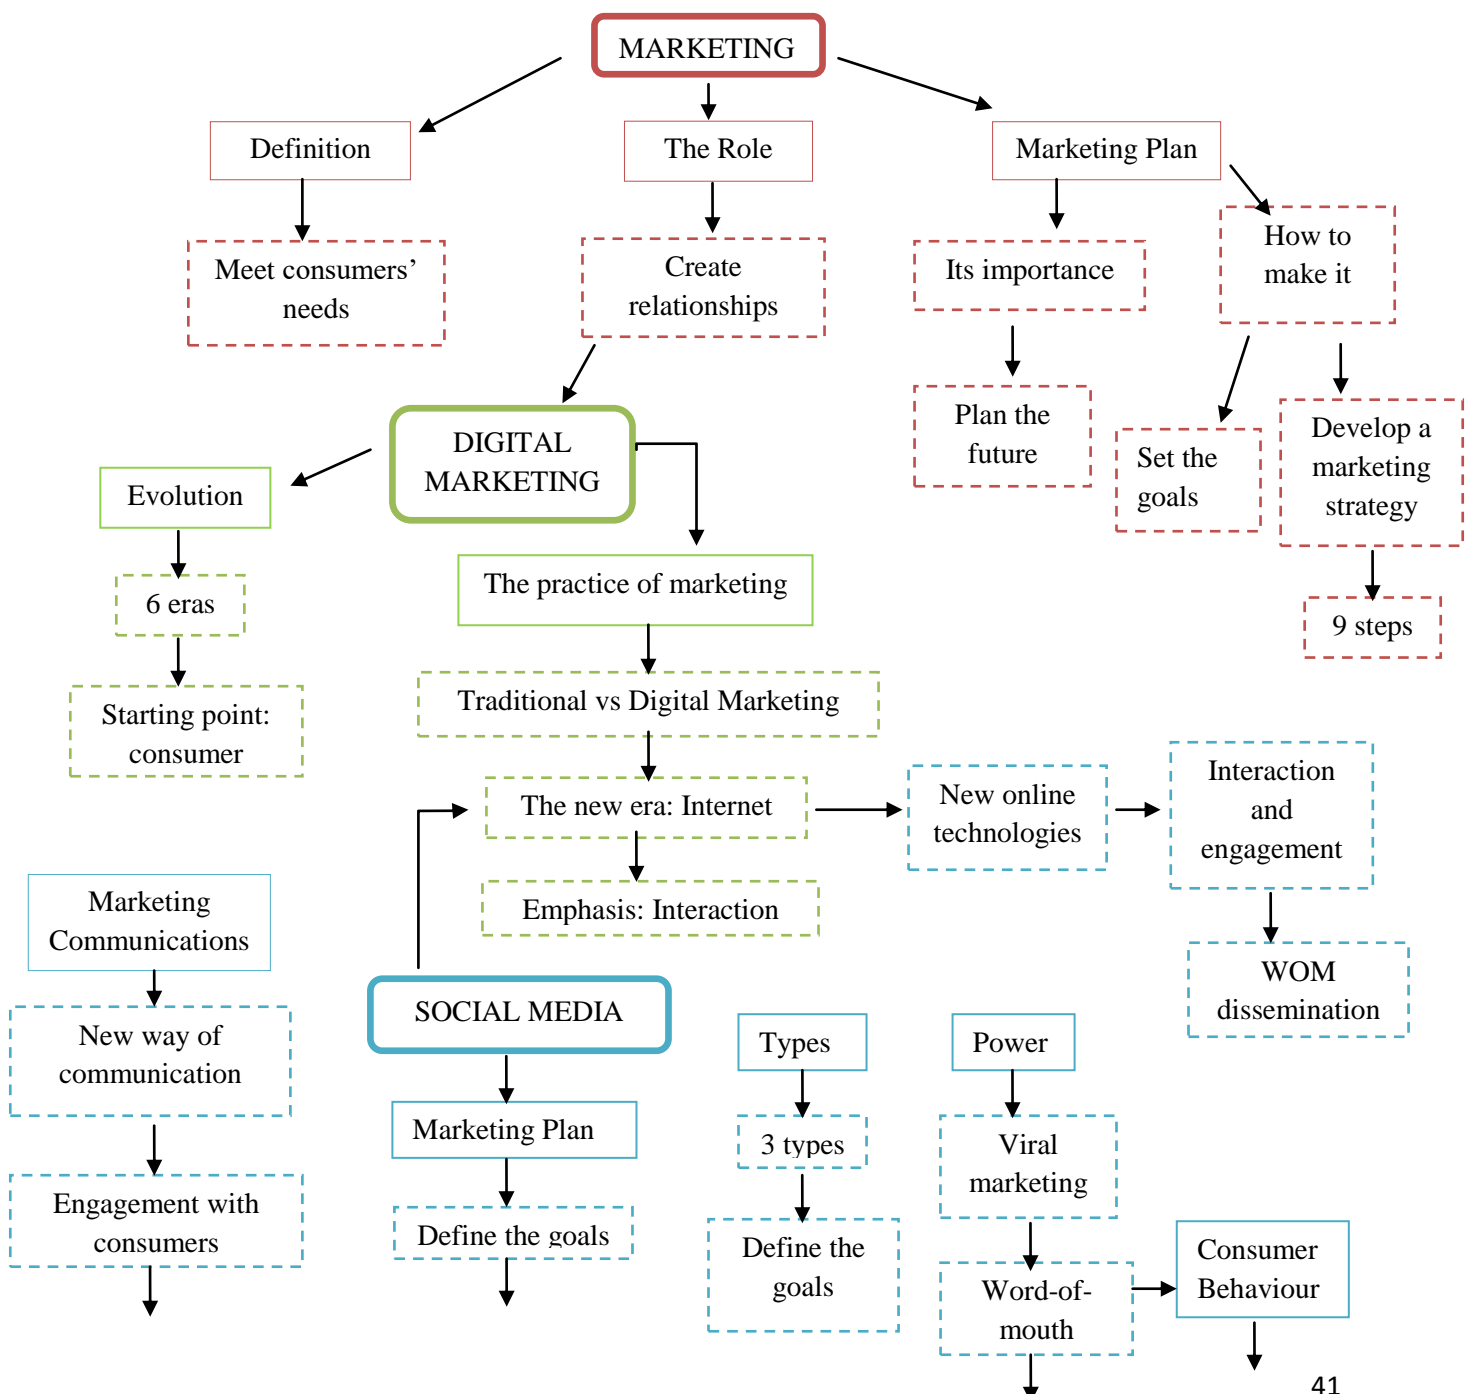 MARKETING
Definition
The Role
Marketing Plan
Meet consumers’
needs
Create
relationships
Its importance
How to
make it
Plan the
future
Set the
goals
Develop a
marketing
strategy
9 steps
DIGITAL
MARKETING
Evolution
6 eras
Starting point:
consumer
The practice of marketing
Traditional vs Digital Marketing
The new era: Internet
Emphasis: Interaction
New online
technologies
Interaction
and
engagement
WOM
dissemination
Marketing
Communications
New way of
communication
Engagement with
consumers
SOCIAL MEDIA
Marketing Plan
Define the goals
Types
3 types
Define the
goals
Power
Viral
marketing
Word-of-
mouth
Consumer
Behaviour
41